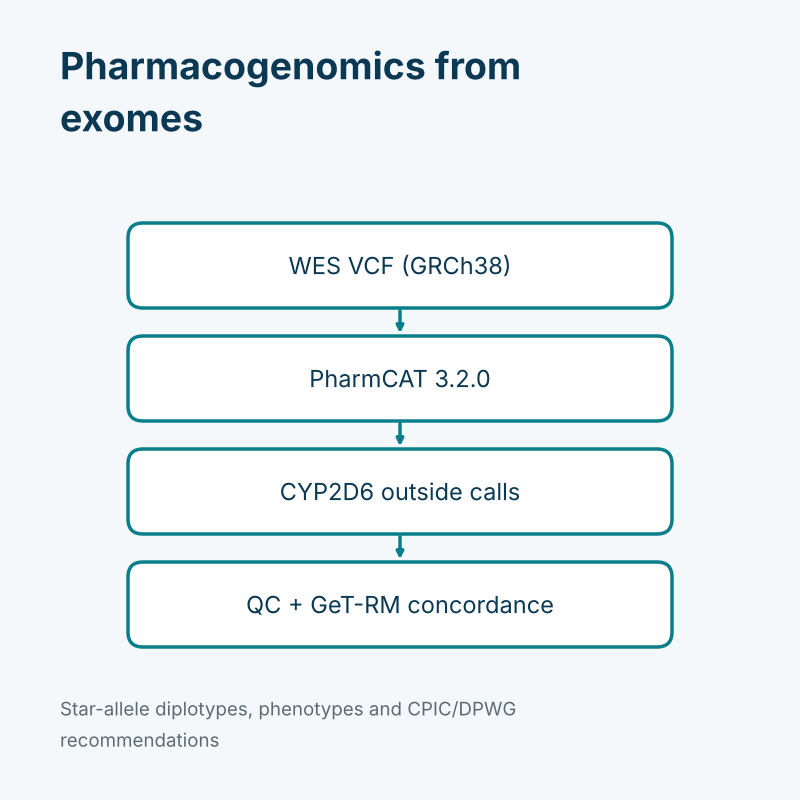 Pharmacogenomics from
exomes
WES VCF (GRCh38)
PharmCAT 3.2.0
CYP2D6 outside calls
QC + GeT-RM concordance
Star-allele diplotypes, phenotypes and CPIC/DPWG
recommendations